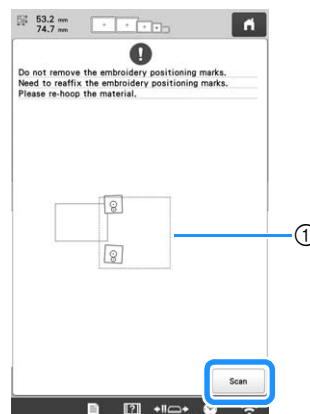 53.2 mm
74.7 mm
Do not remove the embroidery positioning marks.
Need to reaffix the embroidery positioning marks.
Please re-hoop the material.
①
Scan